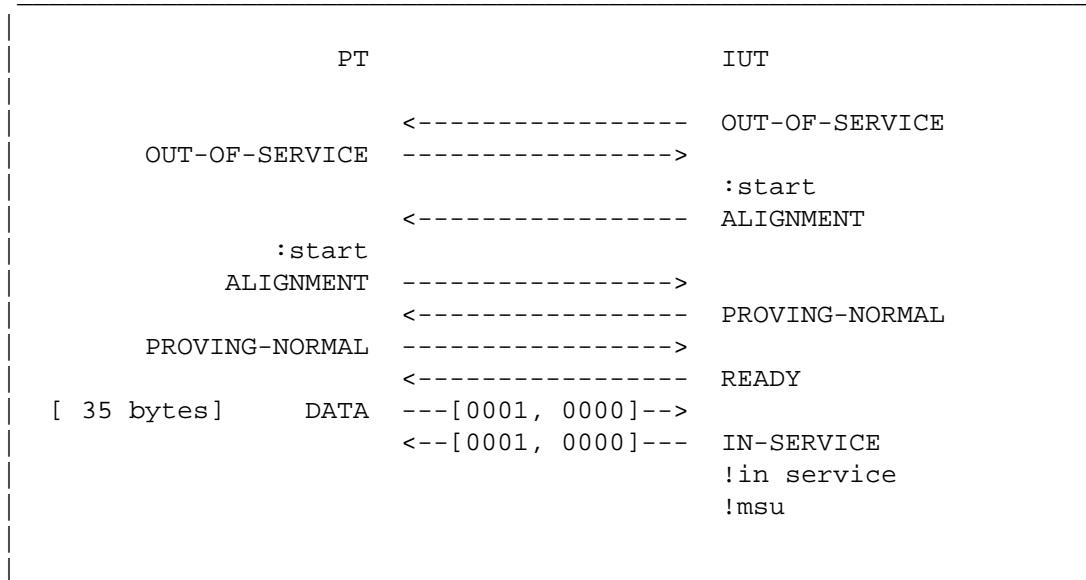 PT IUT
<----------------- OUT-OF-SERVICE
OUT-OF-SERVICE ----------------->
:start
<----------------- ALIGNMENT
:start
ALIGNMENT ----------------->
<----------------- PROVING-NORMAL
PROVING-NORMAL ----------------->
<----------------- READY
[ 35 bytes] DATA ---[0001, 0000]-->
<--[0001, 0000]--- IN-SERVICE
!in service
!msu